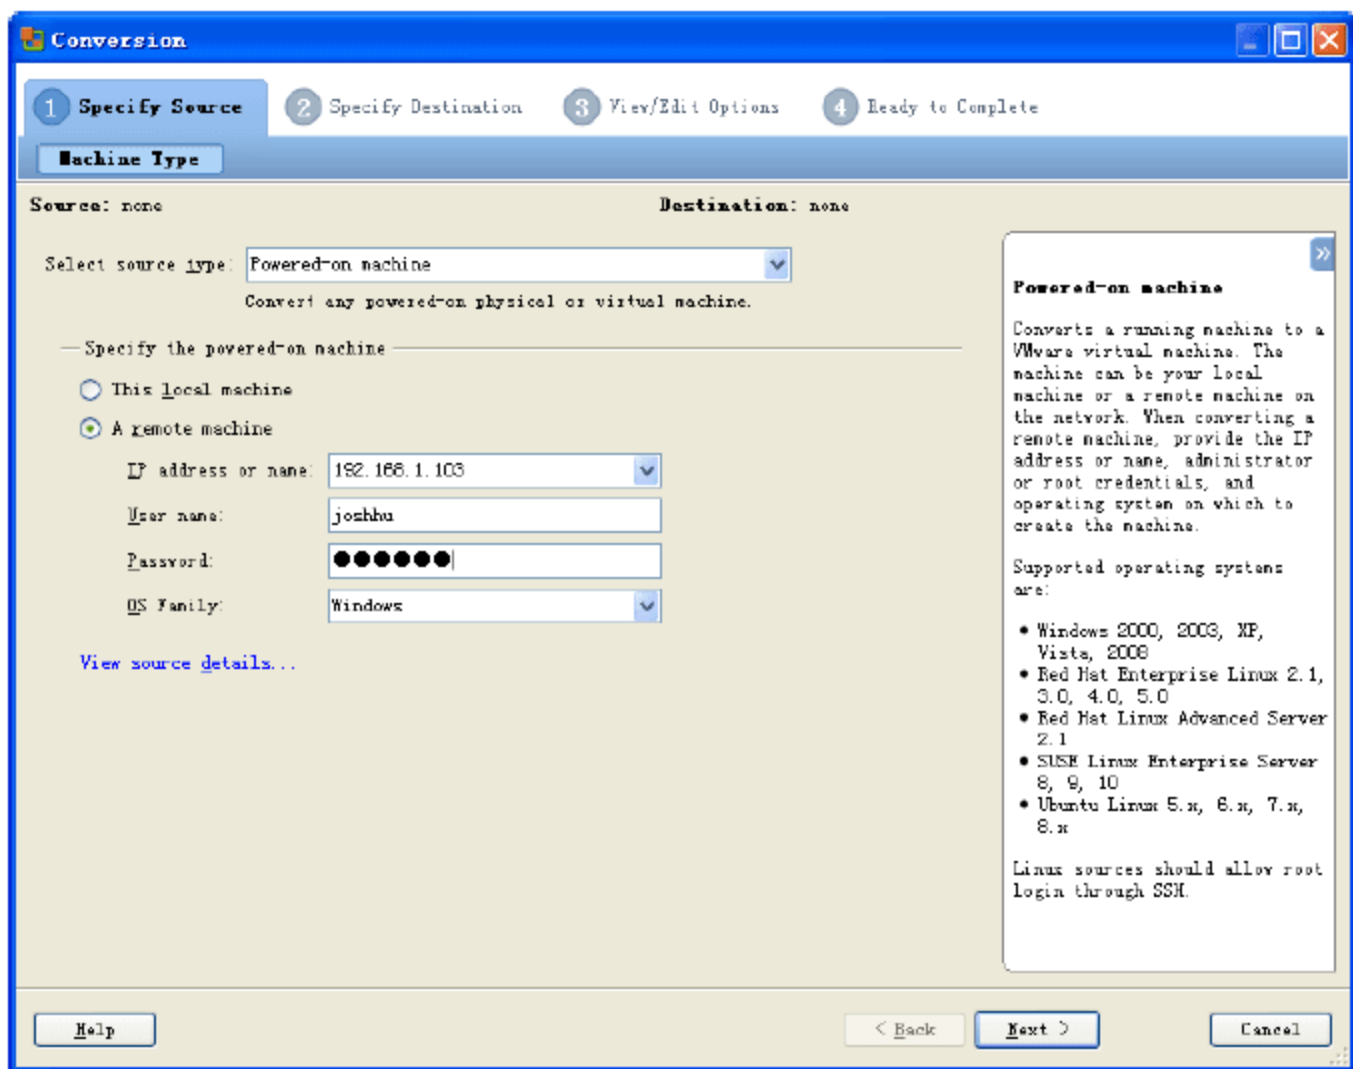 Conversion
1 Specify Source 2 Specify Destination 3 View/Edit Options 4 Ready to Complete
Machine Type
Source: none Destination: none
Select source type: Powered-on machine
Convert any powered-on physical or virtual machine.
Specify the powered-on machine
This local machine
A remote machine
IP address or name: 192.168.1.103
User name: joshhu
Password: ●●●●●●
OS Family: Windows
View source details...
»
Powered-on machine
Converts a running machine to a
VMware virtual machine. The
machine can be your local
machine or a remote machine on
the network. When converting a
remote machine, provide the IP
address or name, administrator
or root credentials, and
operating system on which to
create the machine.
Supported operating systems
are:
• Windows 2000, 2003, XP,
Vista, 2008
• Red Hat Enterprise Linux 2.1,
3.0, 4.0, 5.0
• Red Hat Linux Advanced Server
2.1
• SUSE Linux Enterprise Server
8, 9, 10
• Ubuntu Linux 5.x, 6.x, 7.x,
8.x
Linux sources should allow root
login through SSH.
Help < Back Next > Cancel